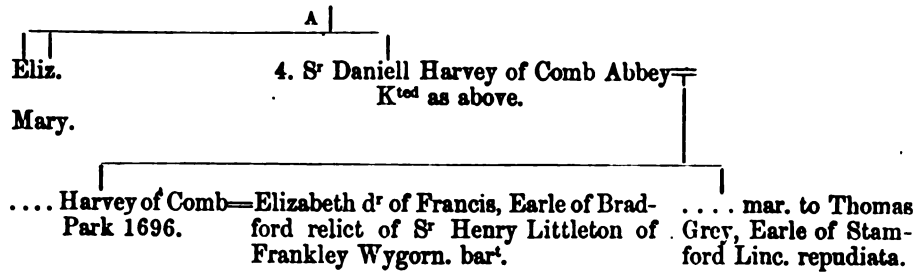 A
Eliz.
Mary.
4. Sʳ Daniell Harvey of Comb Abbey
Kᵗᵉᵈ as above.
.... Harvey of Comb=Elizabeth dʳ of Francis, Earle of Brad-
Park 1696.
ford relict of Sʳ Henry Littleton of
Frankley Wygorn. barᵗ.
.... mar. to Thomas
Grey, Earle of Stam-
ford Linc. repudiata.